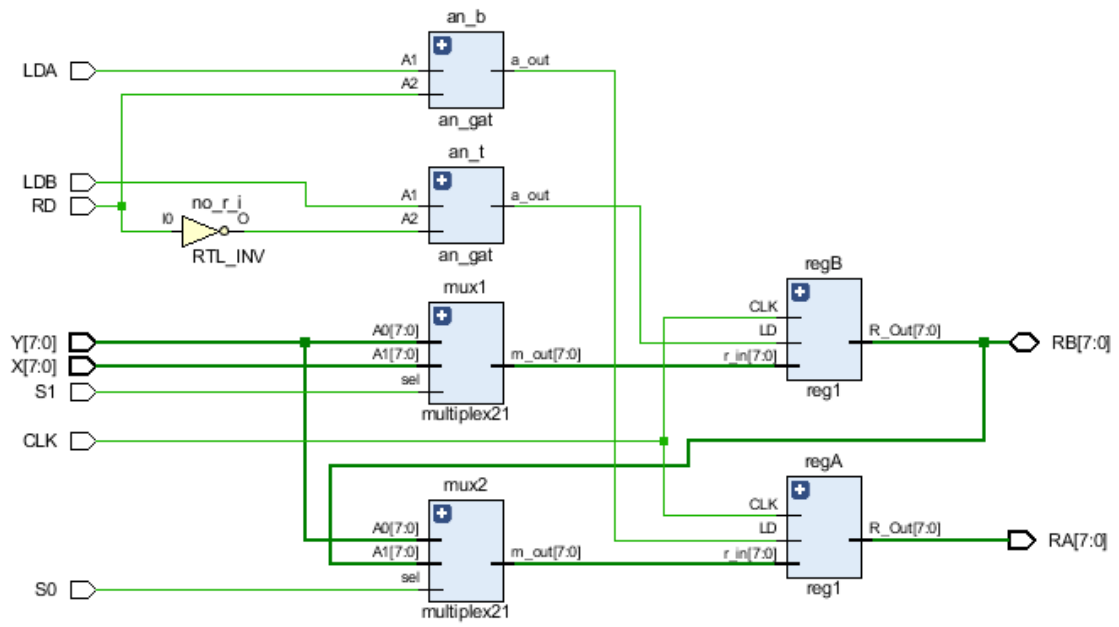 an_b
LDA
A1
A2
a_out
an_gat
an_t
LDB
RD
A1
A2
a_out
no_r_i
I0
O
RTL_INV
an_gat
mux1
Y[7:0]
X[7:0]
S1
A0[7:0]
A1[7:0]
sel
m_out[7:0]
multiplex21
regB
CLK
LD
r_in[7:0]
R_Out[7:0]
reg1
RB[7:0]
CLK
mux2
A0[7:0]
A1[7:0]
sel
m_out[7:0]
multiplex21
S0
regA
CLK
LD
r_in[7:0]
R_Out[7:0]
reg1
RA[7:0]